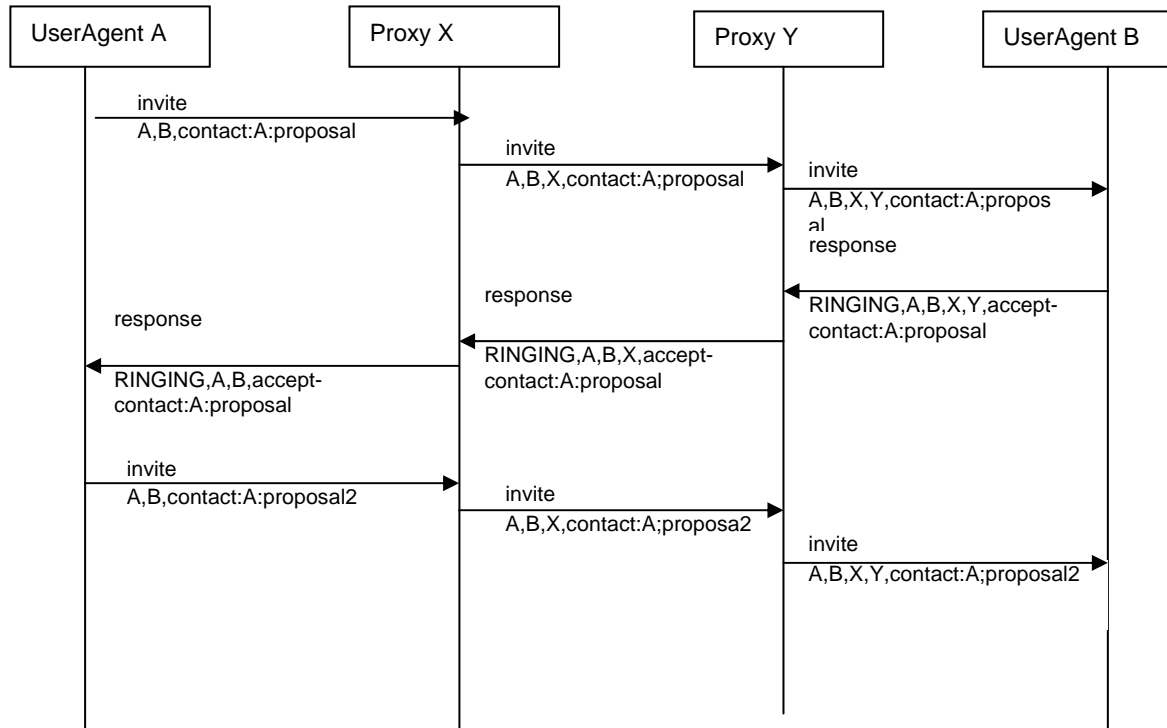 UserAgent A
Proxy X
Proxy Y
UserAgent B
invite
A,B,contact:A:proposal
invite
A,B,X,contact:A;proposal
invite
A,B,X,Y,contact:A;propos
al
response
RINGING,A,B,X,Y,accept-
contact:A:proposal
response
RINGING,A,B,X,accept-
contact:A:proposal
response
RINGING,A,B,accept-
contact:A:proposal
invite
A,B,contact:A:proposal2
invite
A,B,X,contact:A;proposa2
invite
A,B,X,Y,contact:A;proposal2